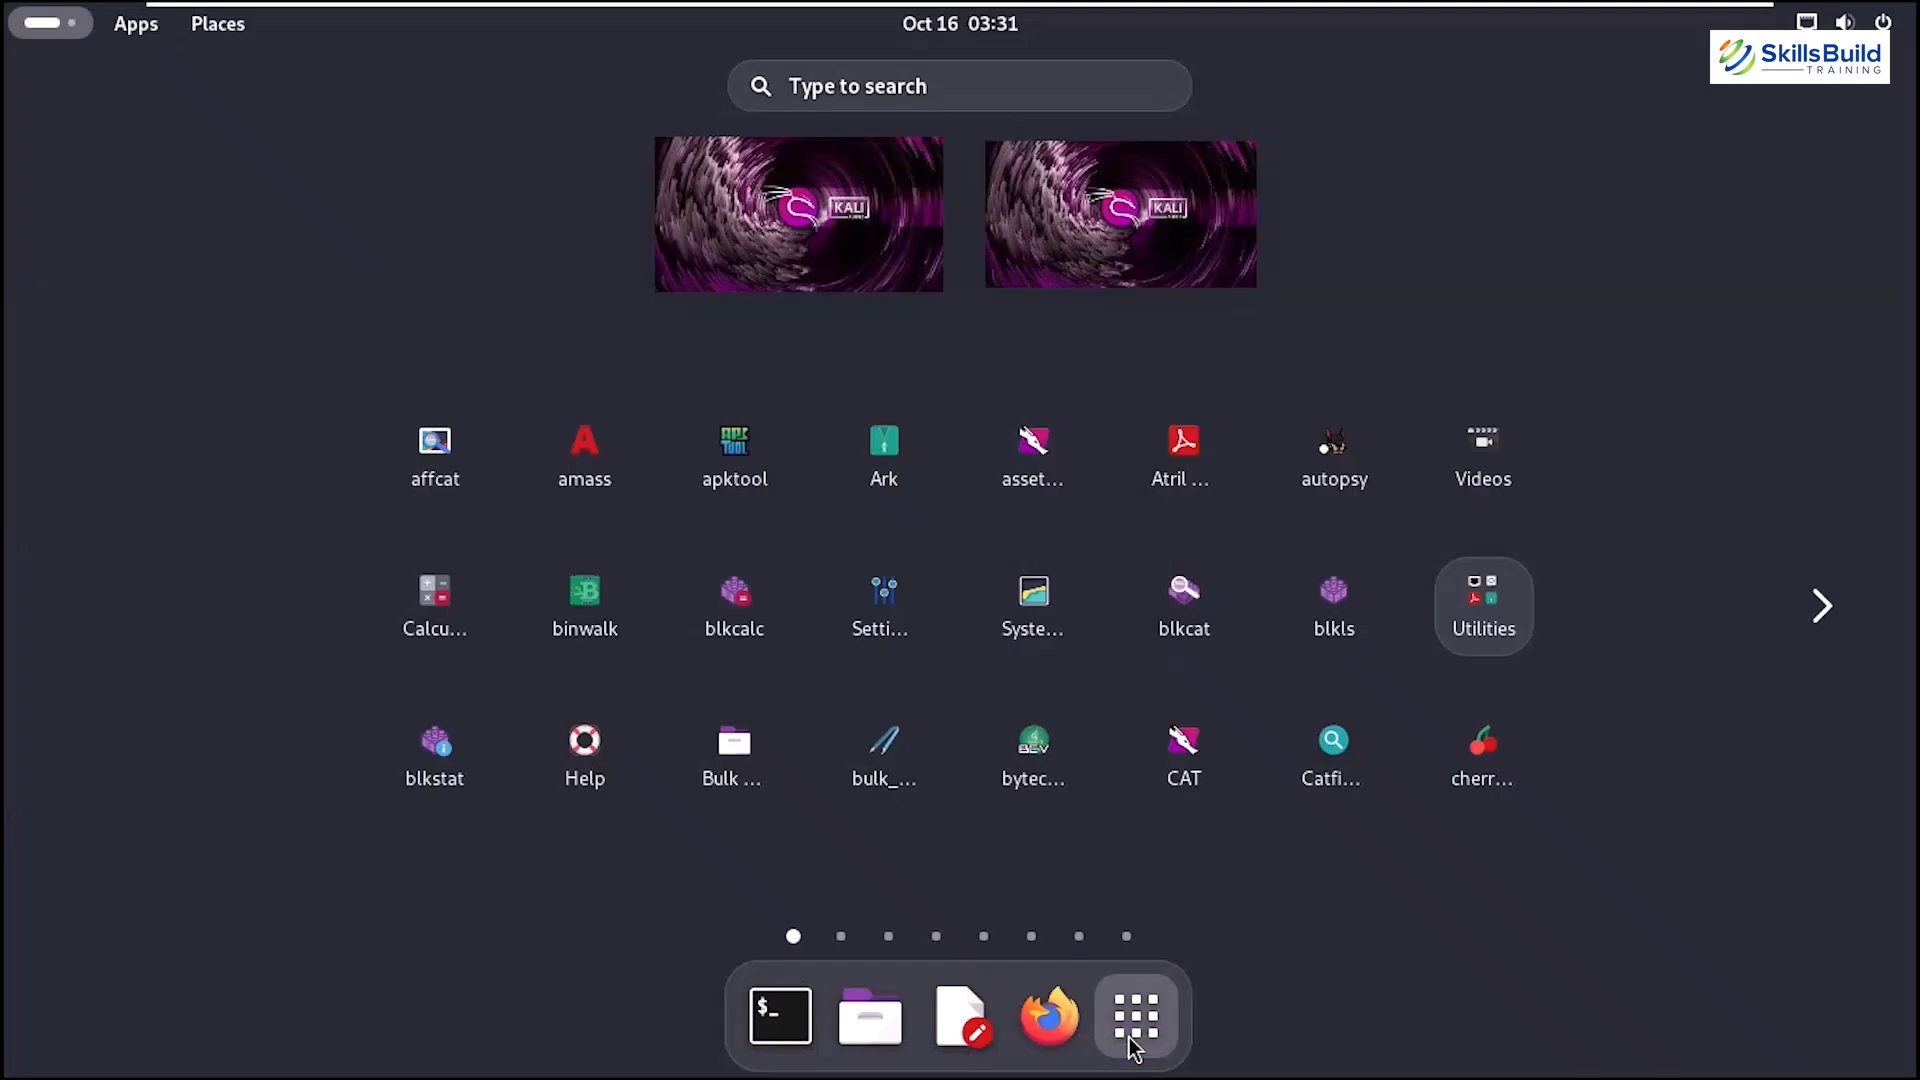 Apps Places Oct 16 03:31
SkillsBuild
TRAINING
Type to search
KALI KALI
affcat amass apktool Ark asset... Atril ... autopsy Videos
Calcu... binwalk blkcalc Setti... Syste... blkcat blkls Utilities
blkstat Help Bulk ... bulk_... bytec... CAT Catfi... cherr...
$_